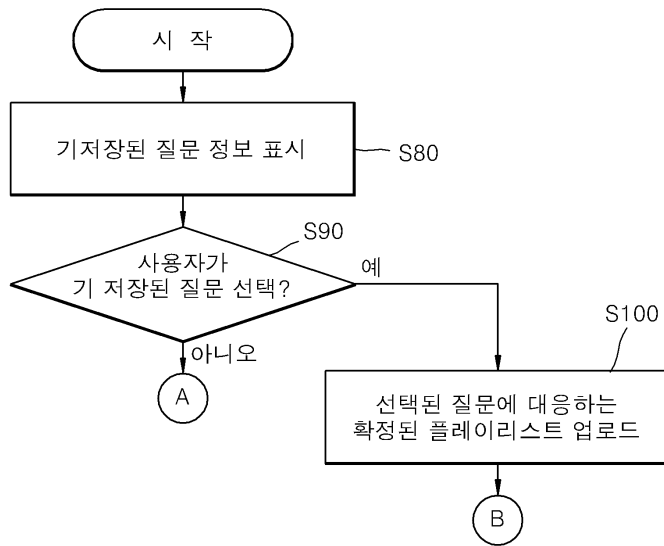 시 작
기저장된 질문 정보 표시
S80
S90
사용자가
기 저장된 질문 선택?
예
아니오
A
S100
선택된 질문에 대응하는
확정된 플레이리스트 업로드
B